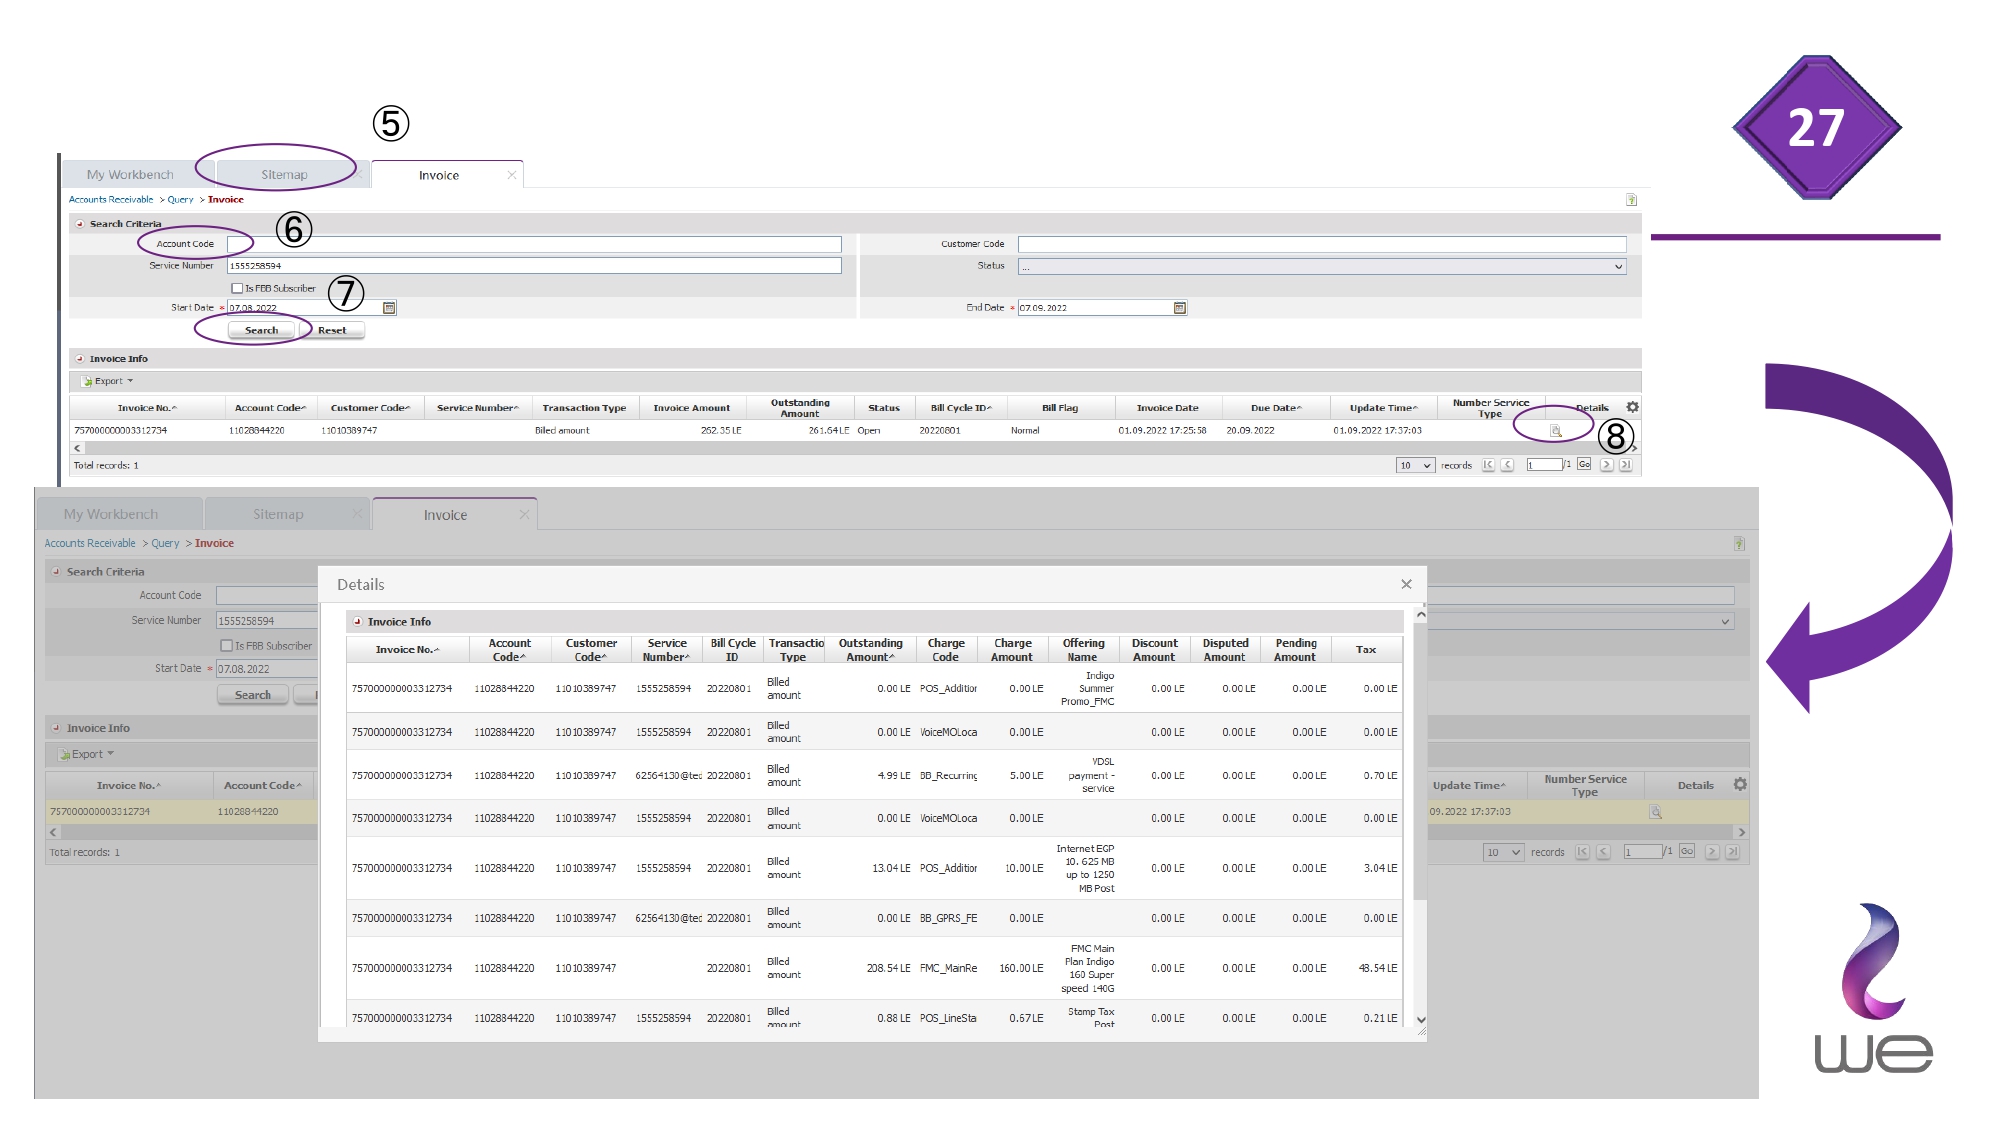 27
⑤
My Workbench Sitemap Invoice
Accounts Receivable > Query > Invoice
Search Criteria
⑥
Account Code Customer Code
Service Number 1555258594 Status ...
Is FBB Subscriber ⑦
Start Date * 07.08.2022 End Date * 07.09.2022
Search Reset
Invoice Info
Export
Invoice No. Account Code Customer Code Service Number Transaction Type Invoice Amount Outstanding Amount Status Bill Cycle ID Bill Flag Invoice Date Due Date Update Time Number Service Type Details
757000000003312734 11028844220 11010389747 Billed amount 262.35 LE 261.64 LE Open 20220801 Normal 01.09.2022 17:25:58 20.09.2022 01.09.2022 17:37:03
⑧
Total records: 1 10 records 1 /1 Go
My Workbench Sitemap Invoice
Accounts Receivable > Query > Invoice
Search Criteria
Account Code
Service Number 1555258594
Is FBB Subscriber
Start Date * 07.08.2022
Search
Invoice Info
Export
Invoice No. Account Code Update Time Number Service Type Details
757000000003312734 11028844220 09.2022 17:37:03
Total records: 1 10 records 1 /1 Go
Details
Invoice Info
Invoice No. Account Code Customer Code Service Number Bill Cycle ID Transactio Type Outstanding Amount Charge Code Charge Amount Offering Name Discount Amount Disputed Amount Pending Amount Tax
757000000003312734 11028844220 11010389747 1555258594 20220801 Billed amount 0.00 LE POS_Addition 0.00 LE Indigo Summer Promo_FMC 0.00 LE 0.00 LE 0.00 LE 0.00 LE
757000000003312734 11028844220 11010389747 1555258594 20220801 Billed amount 0.00 LE VoiceMOLoca 0.00 LE 0.00 LE 0.00 LE 0.00 LE 0.00 LE
757000000003312734 11028844220 11010389747 62564130@ted 20220801 Billed amount 4.99 LE BB_Recurring 5.00 LE VDSL payment - service 0.00 LE 0.00 LE 0.00 LE 0.70 LE
757000000003312734 11028844220 11010389747 1555258594 20220801 Billed amount 0.00 LE VoiceMOLoca 0.00 LE 0.00 LE 0.00 LE 0.00 LE 0.00 LE
757000000003312734 11028844220 11010389747 1555258594 20220801 Billed amount 13.04 LE POS_Addition 10.00 LE Internet EGP 10. 625 MB up to 1250 MB Post 0.00 LE 0.00 LE 0.00 LE 3.04 LE
757000000003312734 11028844220 11010389747 62564130@ted 20220801 Billed amount 0.00 LE BB_GPRS_FE 0.00 LE 0.00 LE 0.00 LE 0.00 LE 0.00 LE
757000000003312734 11028844220 11010389747 20220801 Billed amount 208.54 LE FMC_MainRe 160.00 LE FMC Main Plan Indigo 160 Super speed 140G 0.00 LE 0.00 LE 0.00 LE 48.54 LE
757000000003312734 11028844220 11010389747 1555258594 20220801 Billed amount 0.88 LE POS_LineSta 0.67 LE Stamp Tax Post 0.00 LE 0.00 LE 0.00 LE 0.21 LE
we